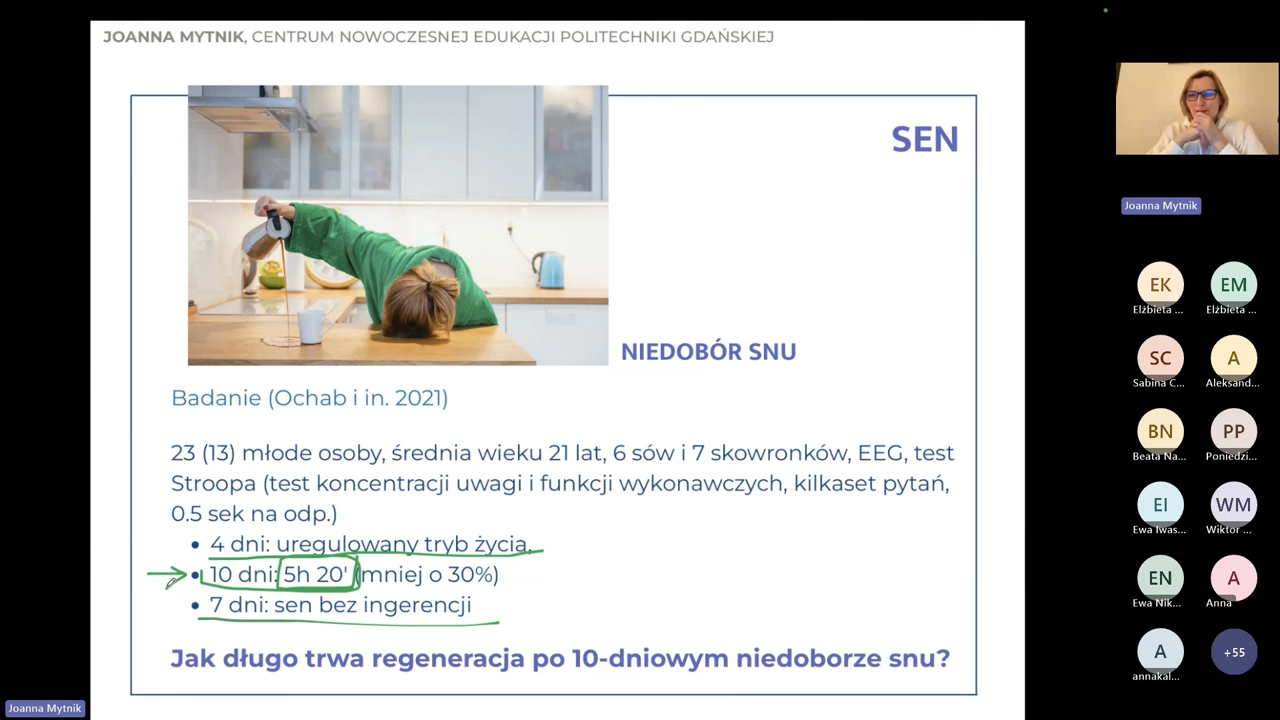 JOANNA MYTNIK, CENTRUM NOWOCZESNEJ EDUKACJI POLITECHNIKI GDAŃSKIEJ
SEN
NIEDOBÓR SNU
Badanie (Ochab i in. 2021)
23 (13) młode osoby, średnia wieku 21 lat, 6 sów i 7 skowronków, EEG, test
Stroopa (test koncentracji uwagi i funkcji wykonawczych, kilkaset pytań,
0.5 sek na odp.)
• 4 dni: uregulowany tryb życia,
• 10 dni: 5h 20' (mniej o 30%)
• 7 dni: sen bez ingerencji
Jak długo trwa regeneracja po 10-dniowym niedoborze snu?
Joanna Mytnik
Joanna Mytnik
EK
Elżbieta ...
EM
Elżbieta ...
SC
Sabina C...
A
Aleksand...
BN
Beata Na...
PP
Poniedzi...
EI
Ewa Iwas...
WM
Wiktor ...
EN
Ewa Nik...
A
Anna
A
annakal...
+55